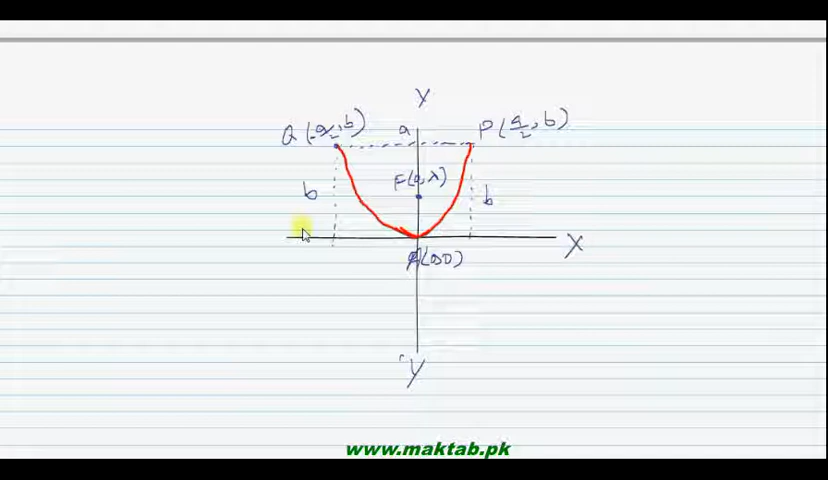 Y
Q (-a/2, b)
a
P (a/2, b)
F(0, λ)
b
b
X
A(0,0)
-Y
www.maktab.pk